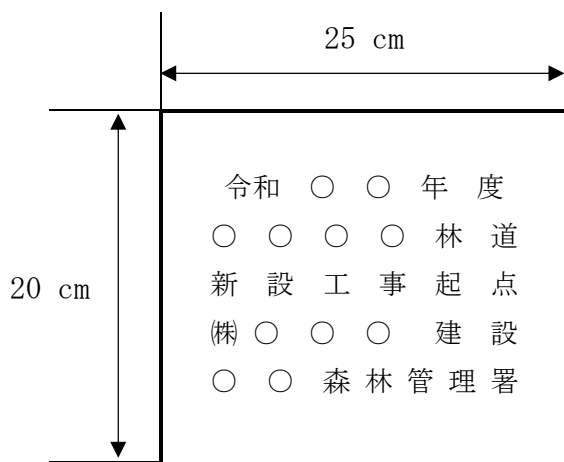 25 cm
20 cm
令和 ○ ○ 年 度
○ ○ ○ ○ 林 道
新 設 工 事 起 点
㈱ ○ ○ ○ 建 設
○ ○ 森 林 管 理 署